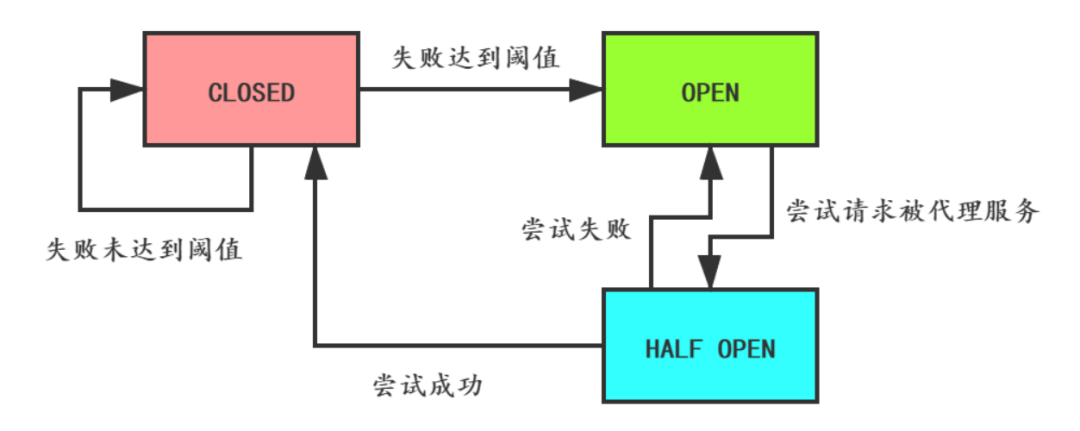 失败达到阈值
CLOSED
OPEN
尝试请求被代理服务
尝试失败
失败未达到阈值
HALF OPEN
尝试成功